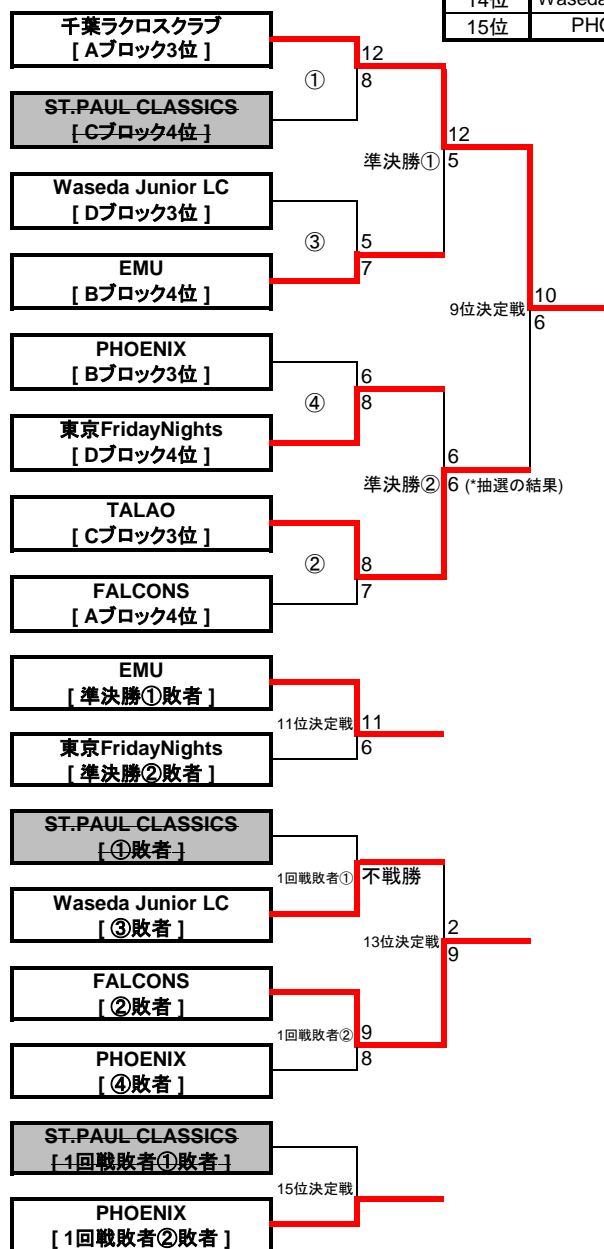 14位 Waseda
15位 PHO
千葉ラクロスクラブ
[ Aブロック3位 ]
12
①
8
ST.PAUL CLASSICS
[ Cブロック4位 ]
12
準決勝① 5
Waseda Junior LC
[ Dブロック3位 ]
③
5
7
EMU
[ Bブロック4位 ]
10
9位決定戦
6
PHOENIX
[ Bブロック3位 ]
6
④
8
東京FridayNights
[ Dブロック4位 ]
6
準決勝② 6 (*抽選の結果)
TALAO
[ Cブロック3位 ]
②
8
7
FALCONS
[ Aブロック4位 ]
EMU
[ 準決勝①敗者 ]
11位決定戦 11
6
東京FridayNights
[ 準決勝②敗者 ]
ST.PAUL CLASSICS
[ ①敗者 ]
1回戦敗者① 不戦勝
Waseda Junior LC
[ ③敗者 ]
2
13位決定戦
9
FALCONS
[ ②敗者 ]
1回戦敗者② 9
8
PHOENIX
[ ④敗者 ]
ST.PAUL CLASSICS
[ 1回戦敗者①敗者 ]
15位決定戦
PHOENIX
[ 1回戦敗者②敗者 ]